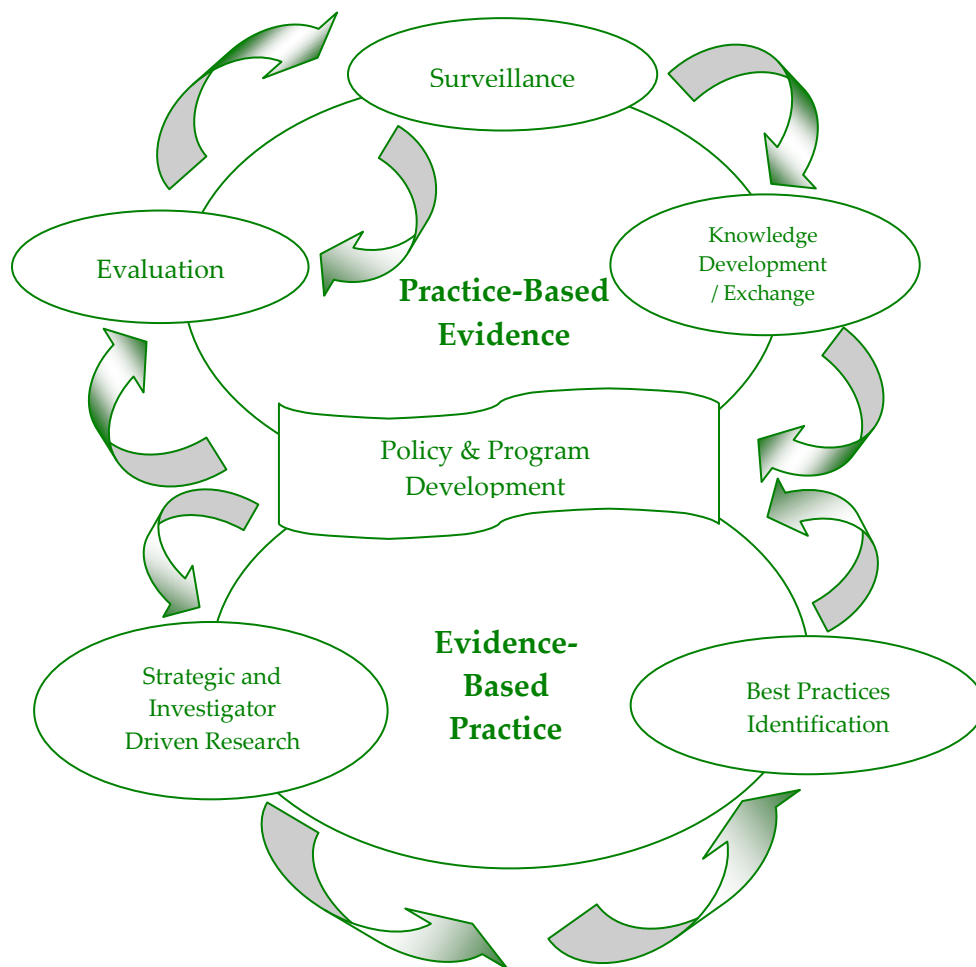 Surveillance
Evaluation
Knowledge
Development
/ Exchange
Practice-Based
Evidence
Policy & Program
Development
Evidence-
Based
Practice
Strategic and
Investigator
Driven Research
Best Practices
Identification